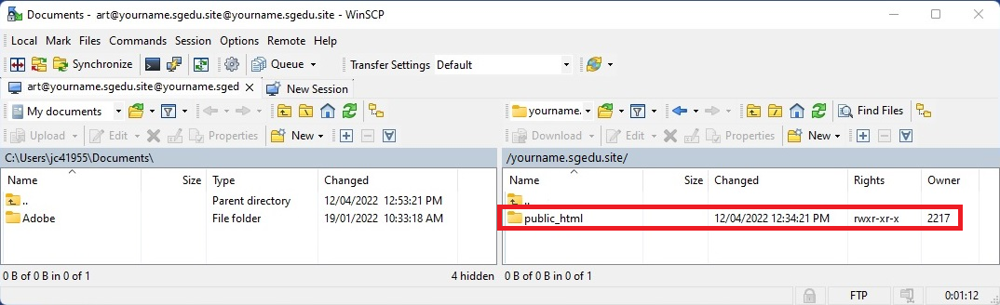 Documents - art@yourname.sgedu.site@yourname.sgedu.site - WinSCP
Local Mark Files Commands Session Options Remote Help
Synchronize Queue Transfer Settings Default
art@yourname.sgedu.site@yourname.sged × New Session
My documents
Upload Edit Properties New
C:\Users\jc41955\Documents\
Name Size Type Changed
.. Parent directory 12/04/2022 12:53:21 PM
Adobe File folder 19/01/2022 10:33:18 AM
0 B of 0 B in 0 of 1 4 hidden
yourname. Find Files
Download Edit Properties New
/yourname.sgedu.site/
Name Size Changed Rights Owner
..
public_html 12/04/2022 12:34:21 PM rwxr-xr-x 2217
0 B of 0 B in 0 of 1
FTP 0:01:12